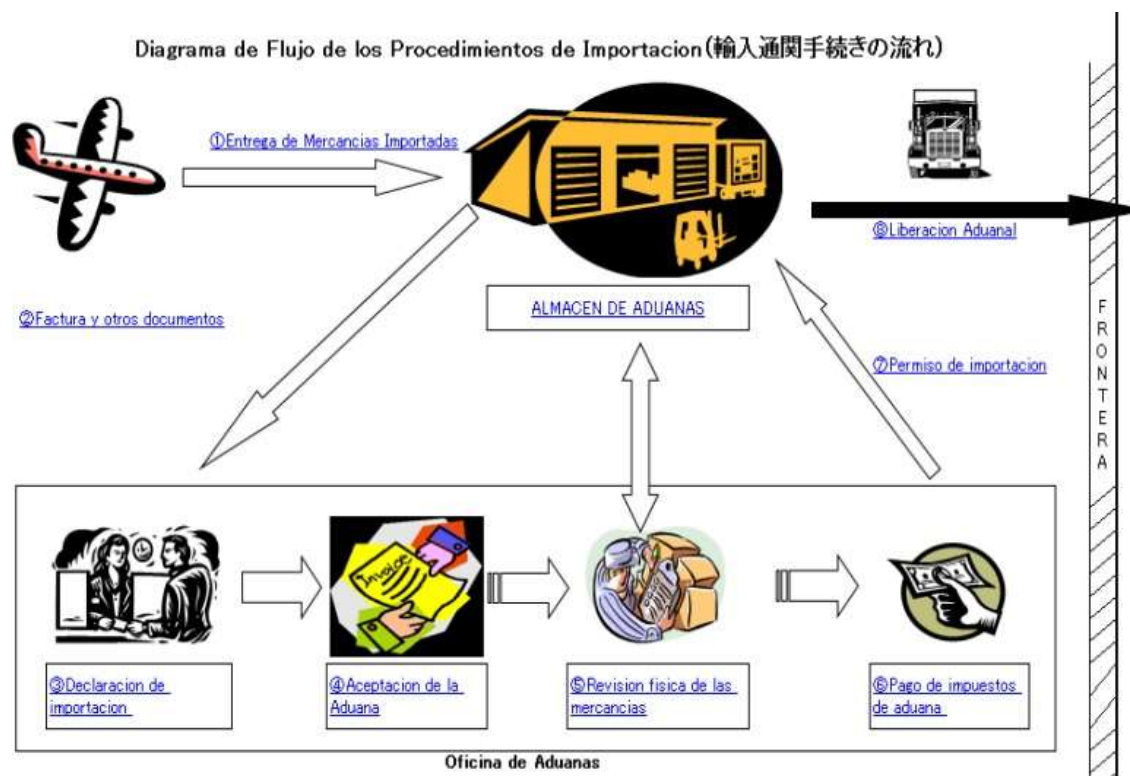 Diagrama de Flujo de los Procedimientos de Importacion(輸入通関手続きの流れ)
①Entrega de Mercancias Importadas
⑧Liberacion Aduanal
②Factura y otros documentos
ALMACEN DE ADUANAS
⑦Permiso de importacion
FRONTERA
Invoice
③Declaracion de
importacion
④Aceptacion de la
Aduana
⑤Revision fisica de las
mercancias
⑥Pago de impuestos
de aduana
Oficina de Aduanas